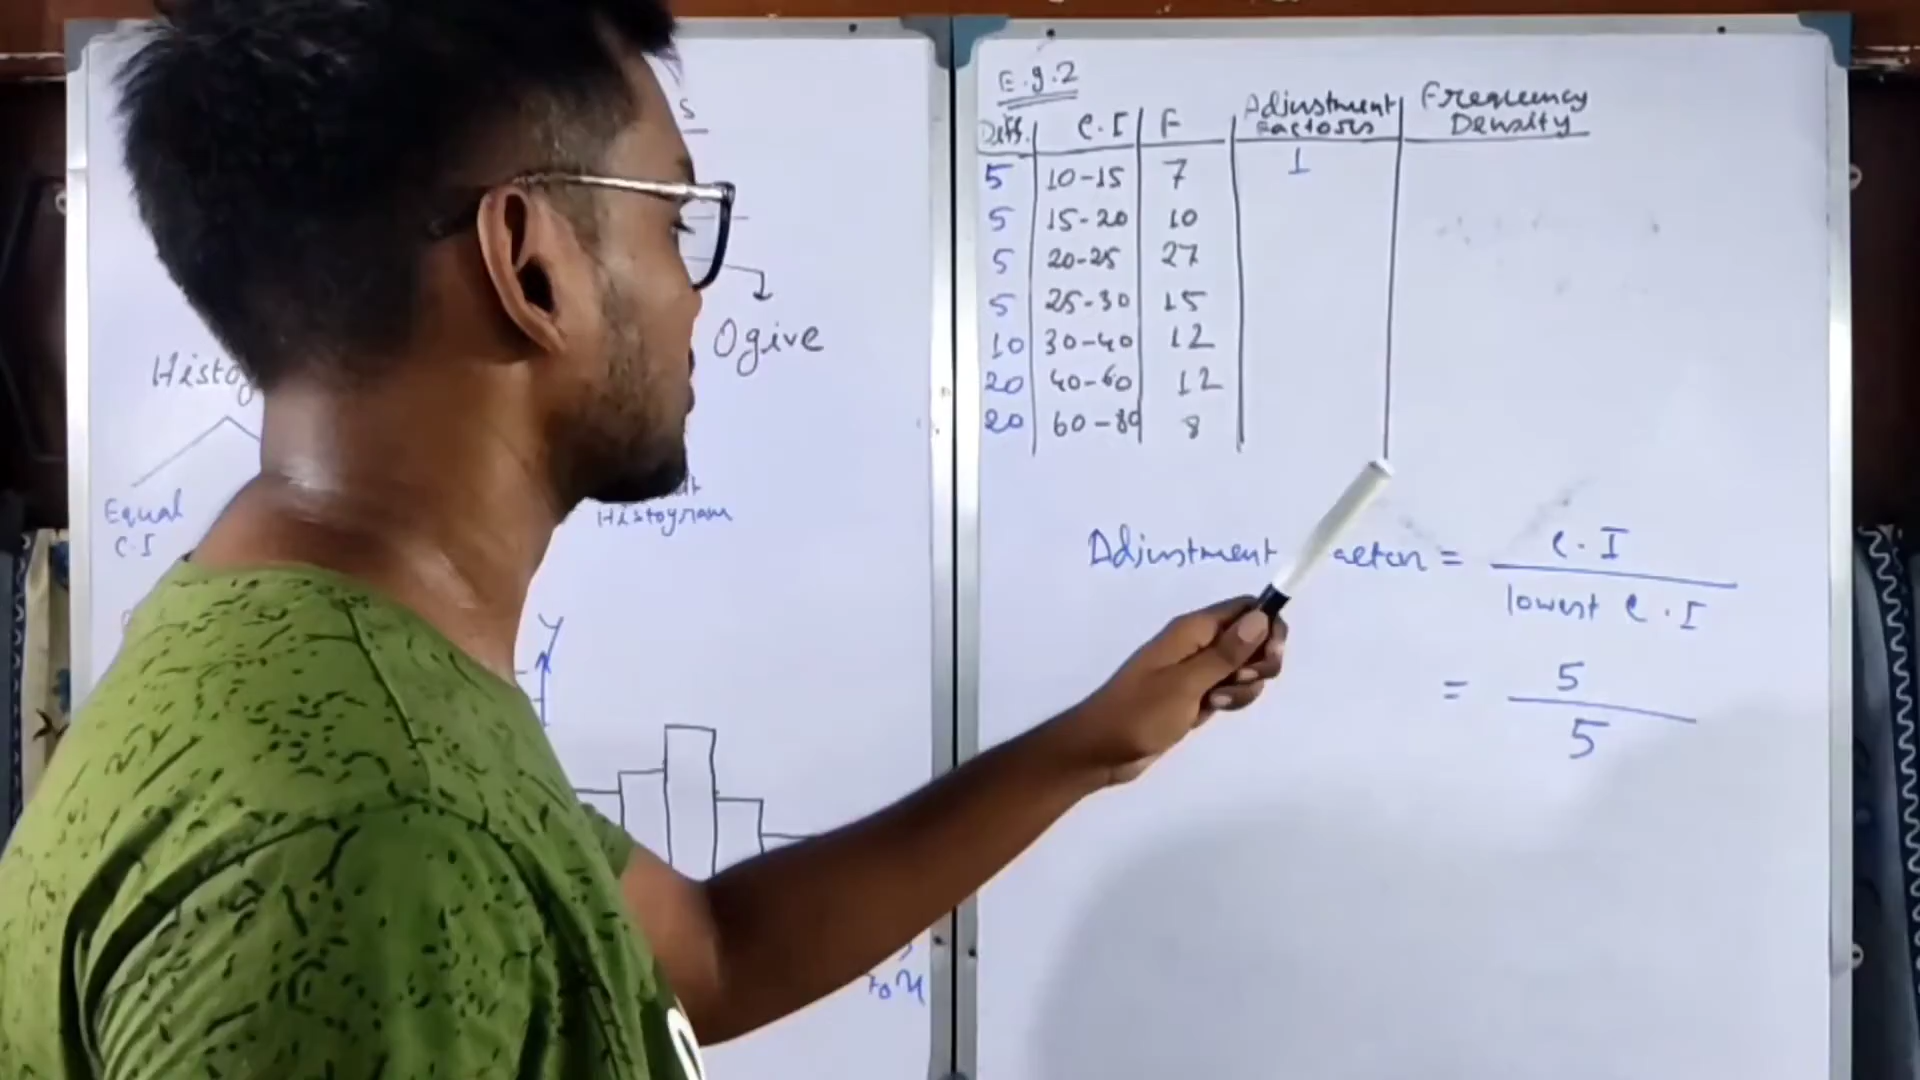 S
Ogive
Histog
Equal
C.I
Histogram
Y
E.g.2
Diff. C.I F Adjustment Factors Frequency Density
5 10-15 7 1
5 15-20 10
5 20-25 27
5 25-30 15
10 30-40 12
20 40-60 12
20 60-80 8
Adjustment actor = C.I
lowest C.I
= 5
5